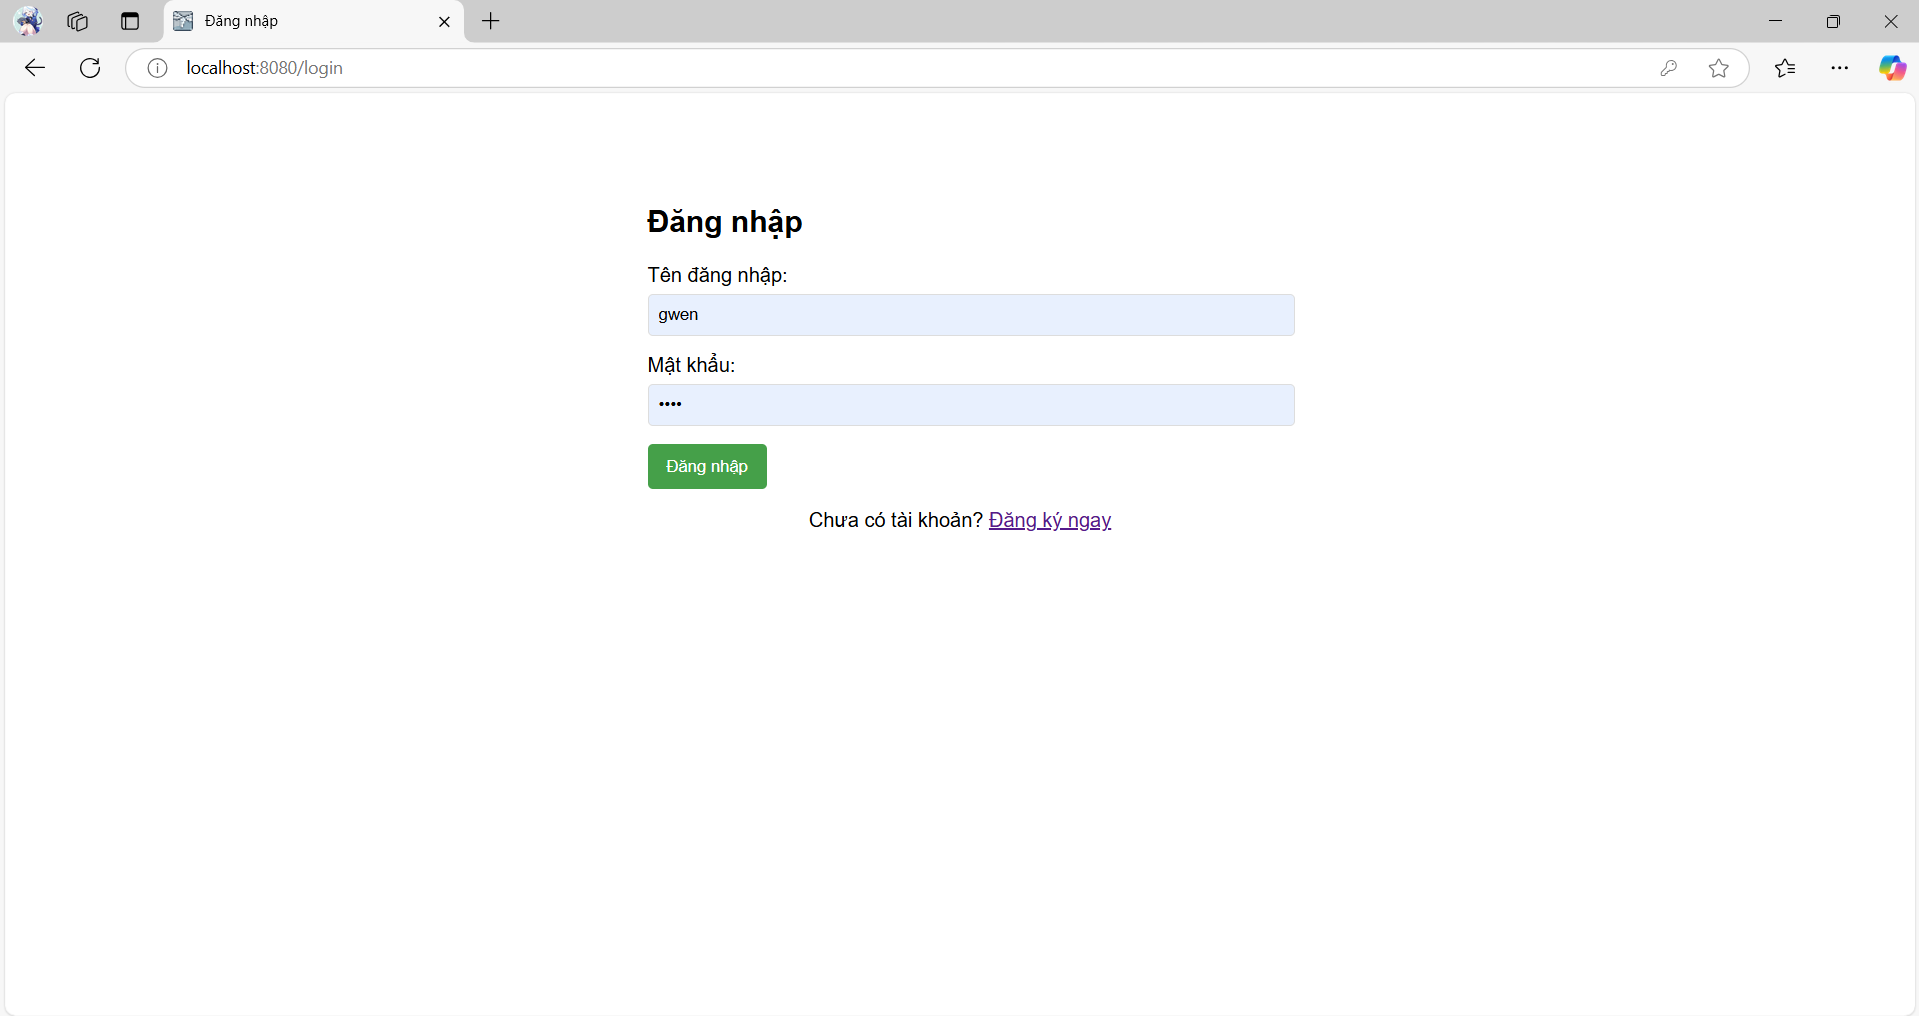 Đăng nhập
localhost:8080/login
Đăng nhập
Tên đăng nhập:
gwen
Mật khẩu:
••••
Đăng nhập
Chưa có tài khoản? Đăng ký ngay